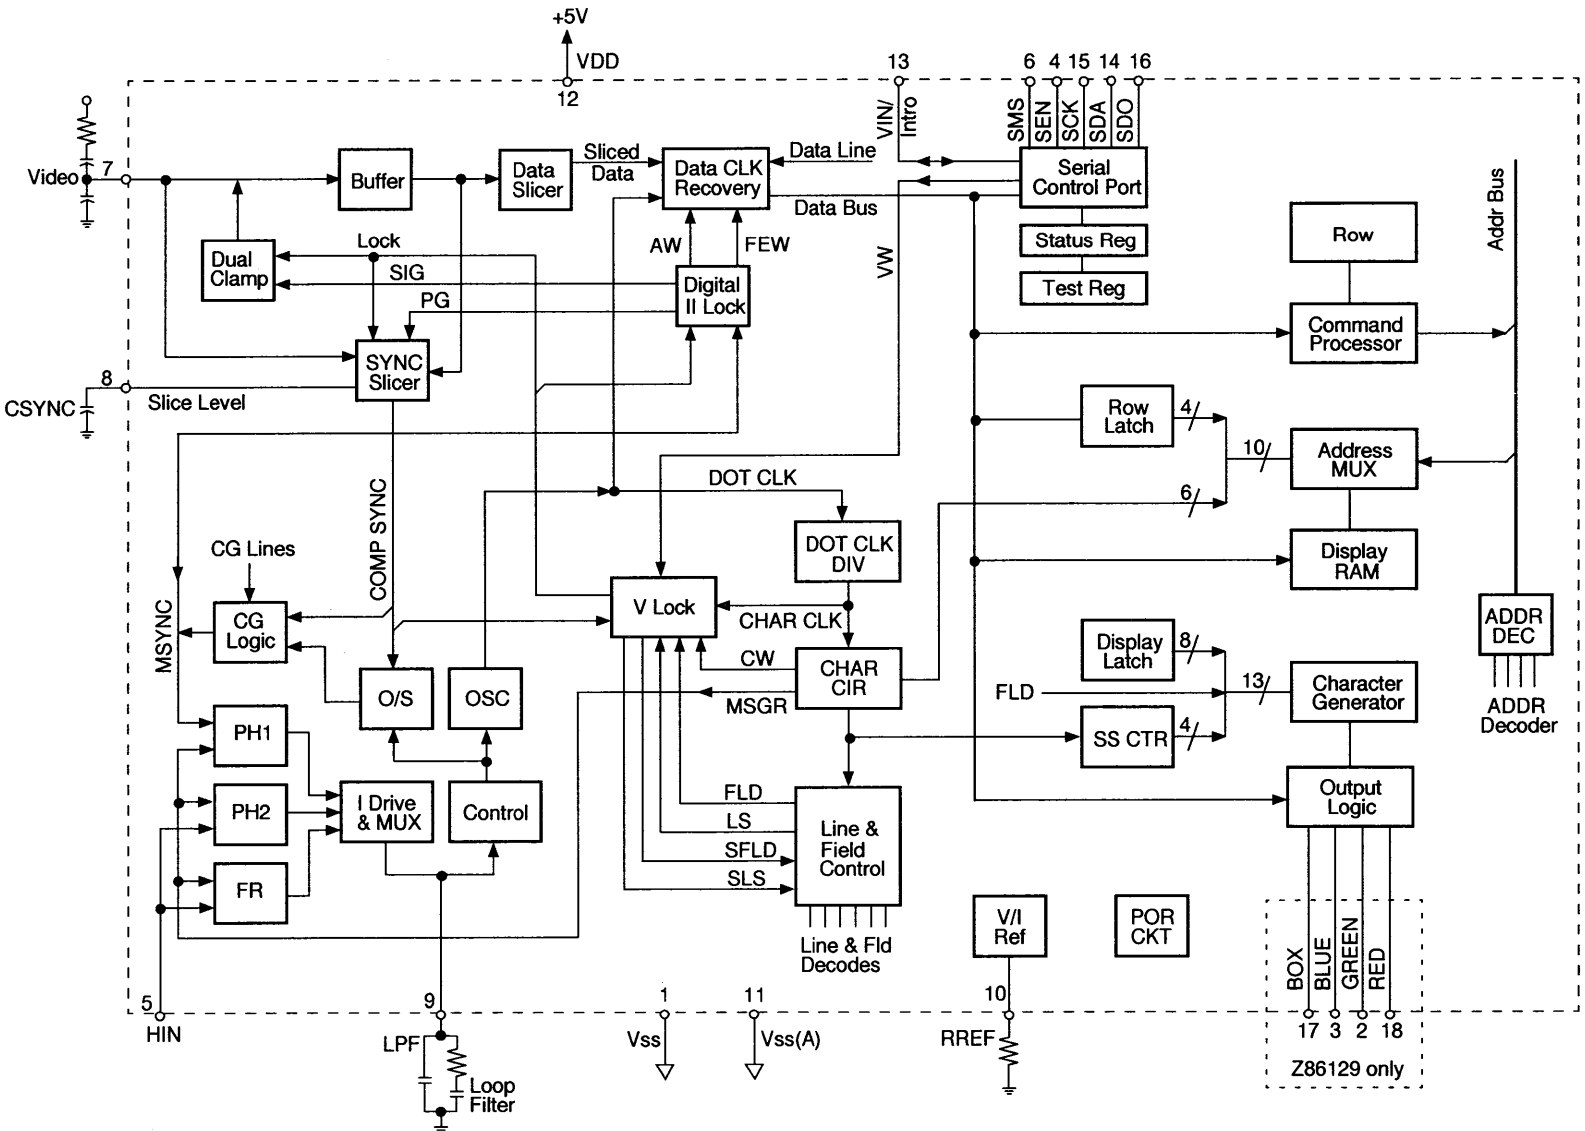 +5V
VDD
12
13
6
4
15
14
16
VIN/
Intro
SMS
SEN
SCK
SDA
SDO
Video
7
Buffer
Data
Slicer
Sliced
Data
Data CLK
Recovery
Data Line
Data Bus
Serial
Control Port
Status Reg
Test Reg
Row
Addr Bus
Dual
Clamp
Lock
SIG
PG
AW
FEW
Digital
II Lock
VW
Command
Processor
SYNC
Slicer
8
CSYNC
Slice Level
Row
Latch
4
10
6
Address
MUX
DOT CLK
COMP SYNC
DOT CLK
DIV
Display
RAM
CG Lines
CG
Logic
MSYNC
V Lock
CHAR CLK
ADDR
DEC
ADDR
Decoder
O/S
OSC
CW
MSGR
CHAR
CIR
Display
Latch
8
FLD
13
Character
Generator
SS CTR
4
PH1
PH2
FR
I Drive
& MUX
Control
FLD
LS
SFLD
SLS
Line &
Field
Control
Output
Logic
Line & Fld
Decodes
V/I
Ref
POR
CKT
BOX
BLUE
GREEN
RED
5
HIN
9
LPF
Loop
Filter
1
Vss
11
Vss(A)
10
RREF
17
3
2
18
Z86129 only